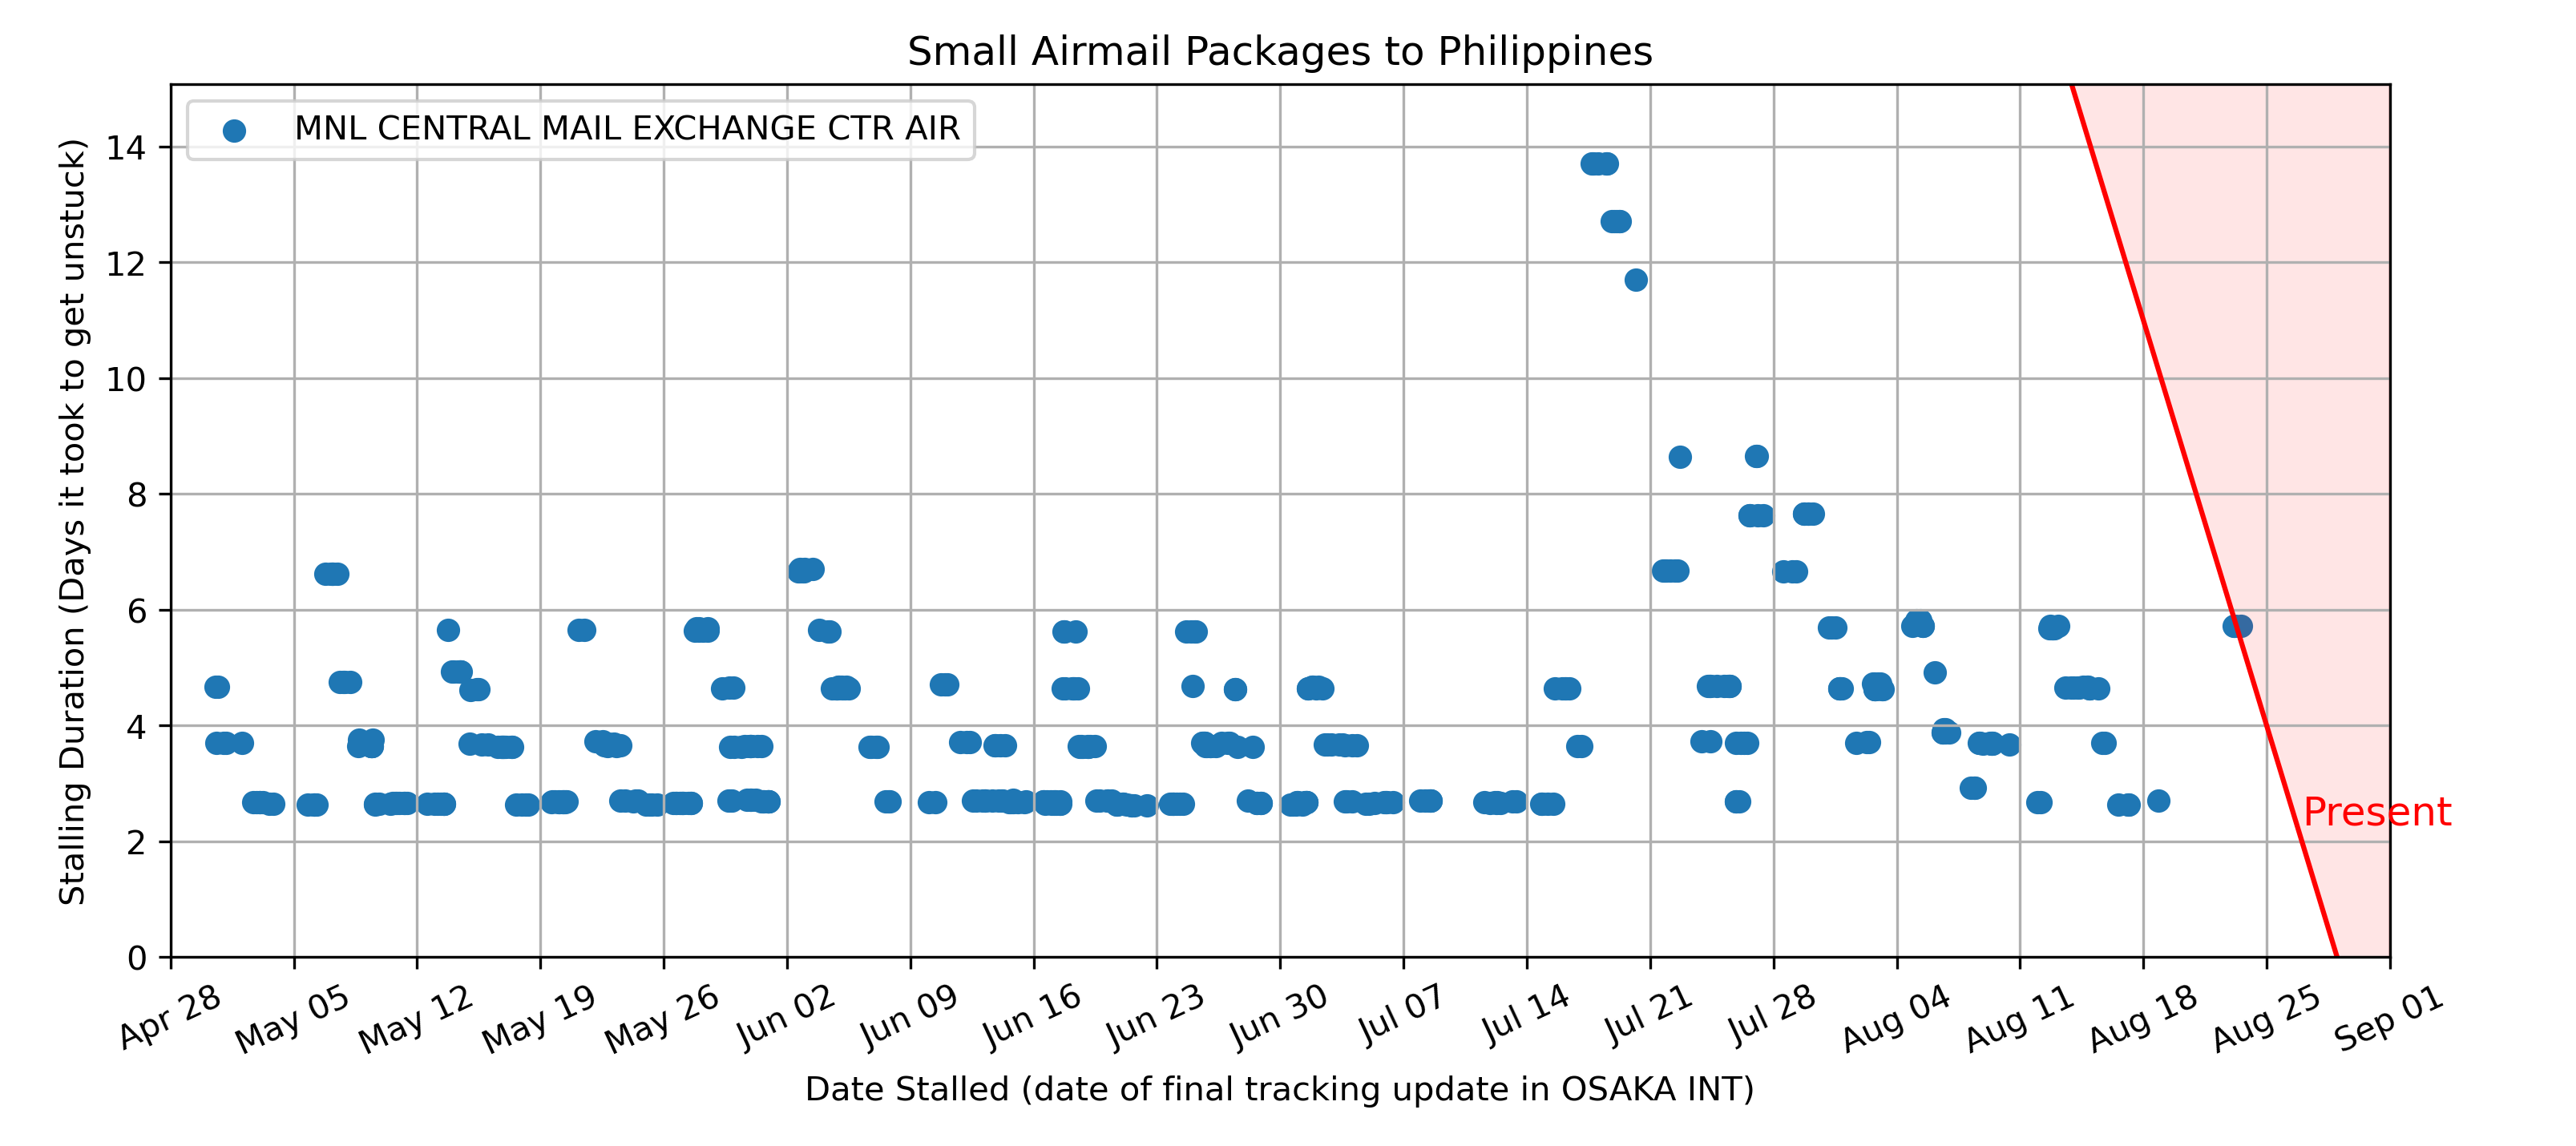 Small Airmail Packages to Philippines
MNL CENTRAL MAIL EXCHANGE CTR AIR
Stalling Duration (Days it took to get unstuck)
14
12
10
8
6
4
2
0
Present
Apr 28 May 05 May 12 May 19 May 26 Jun 02 Jun 09 Jun 16 Jun 23 Jun 30 Jul 07 Jul 14 Jul 21 Jul 28 Aug 04 Aug 11 Aug 18 Aug 25 Sep 01
Date Stalled (date of final tracking update in OSAKA INT)